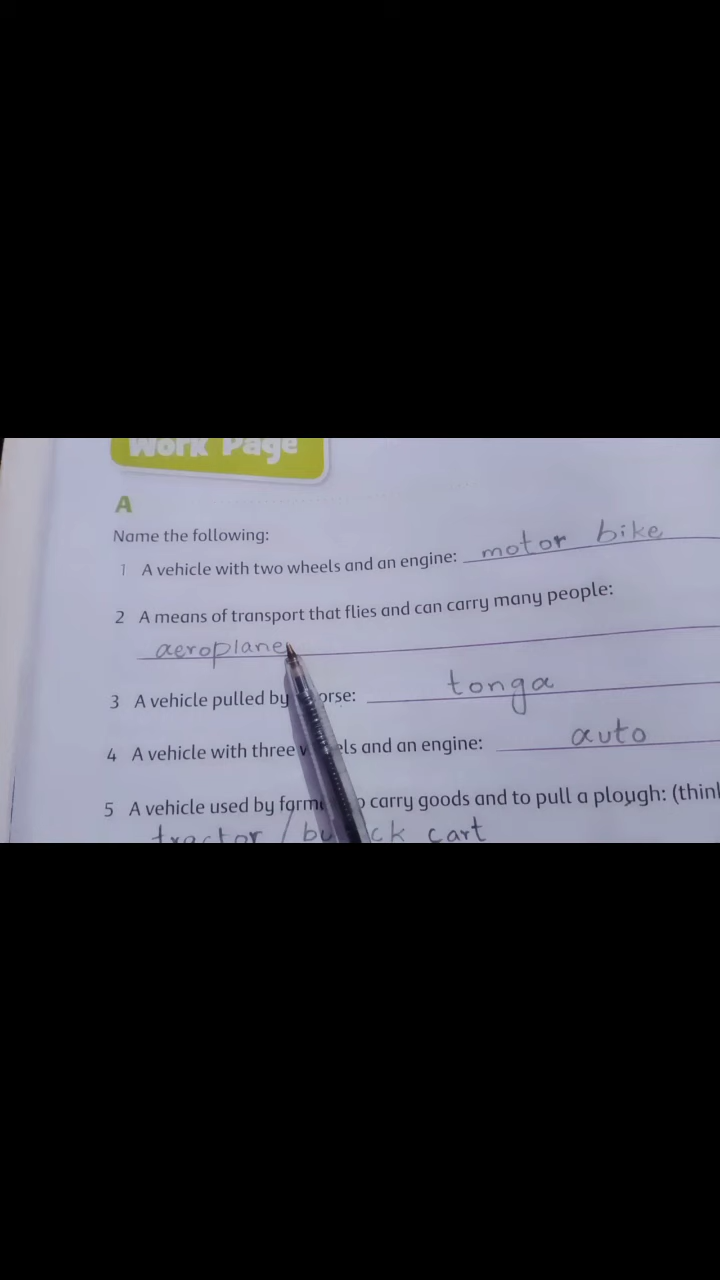 Work Page
A
Name the following:
1 A vehicle with two wheels and an engine: motor bike
2 A means of transport that flies and can carry many people:
aeroplane
3 A vehicle pulled by orse: tonga
4 A vehicle with three w els and an engine: auto
5 A vehicle used by farm o carry goods and to pull a plough: (thin
tractor / bu ck cart